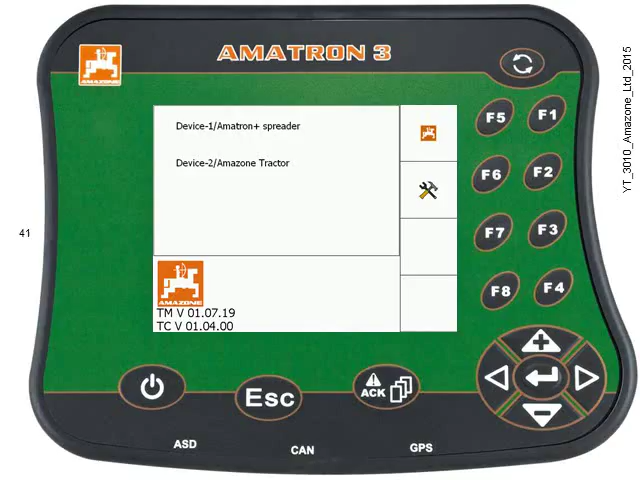 AMATRON 3
AMAZONE
Device-1/Amatron+ spreader
Device-2/Amazone Tractor
AMAZONE
TM V 01.07.19
TC V 01.04.00
F5
F1
F6
F2
F7
F3
F8
F4
Esc
ACK
ASD
CAN
GPS
41
YT_3010_Amazone_Ltd_2015